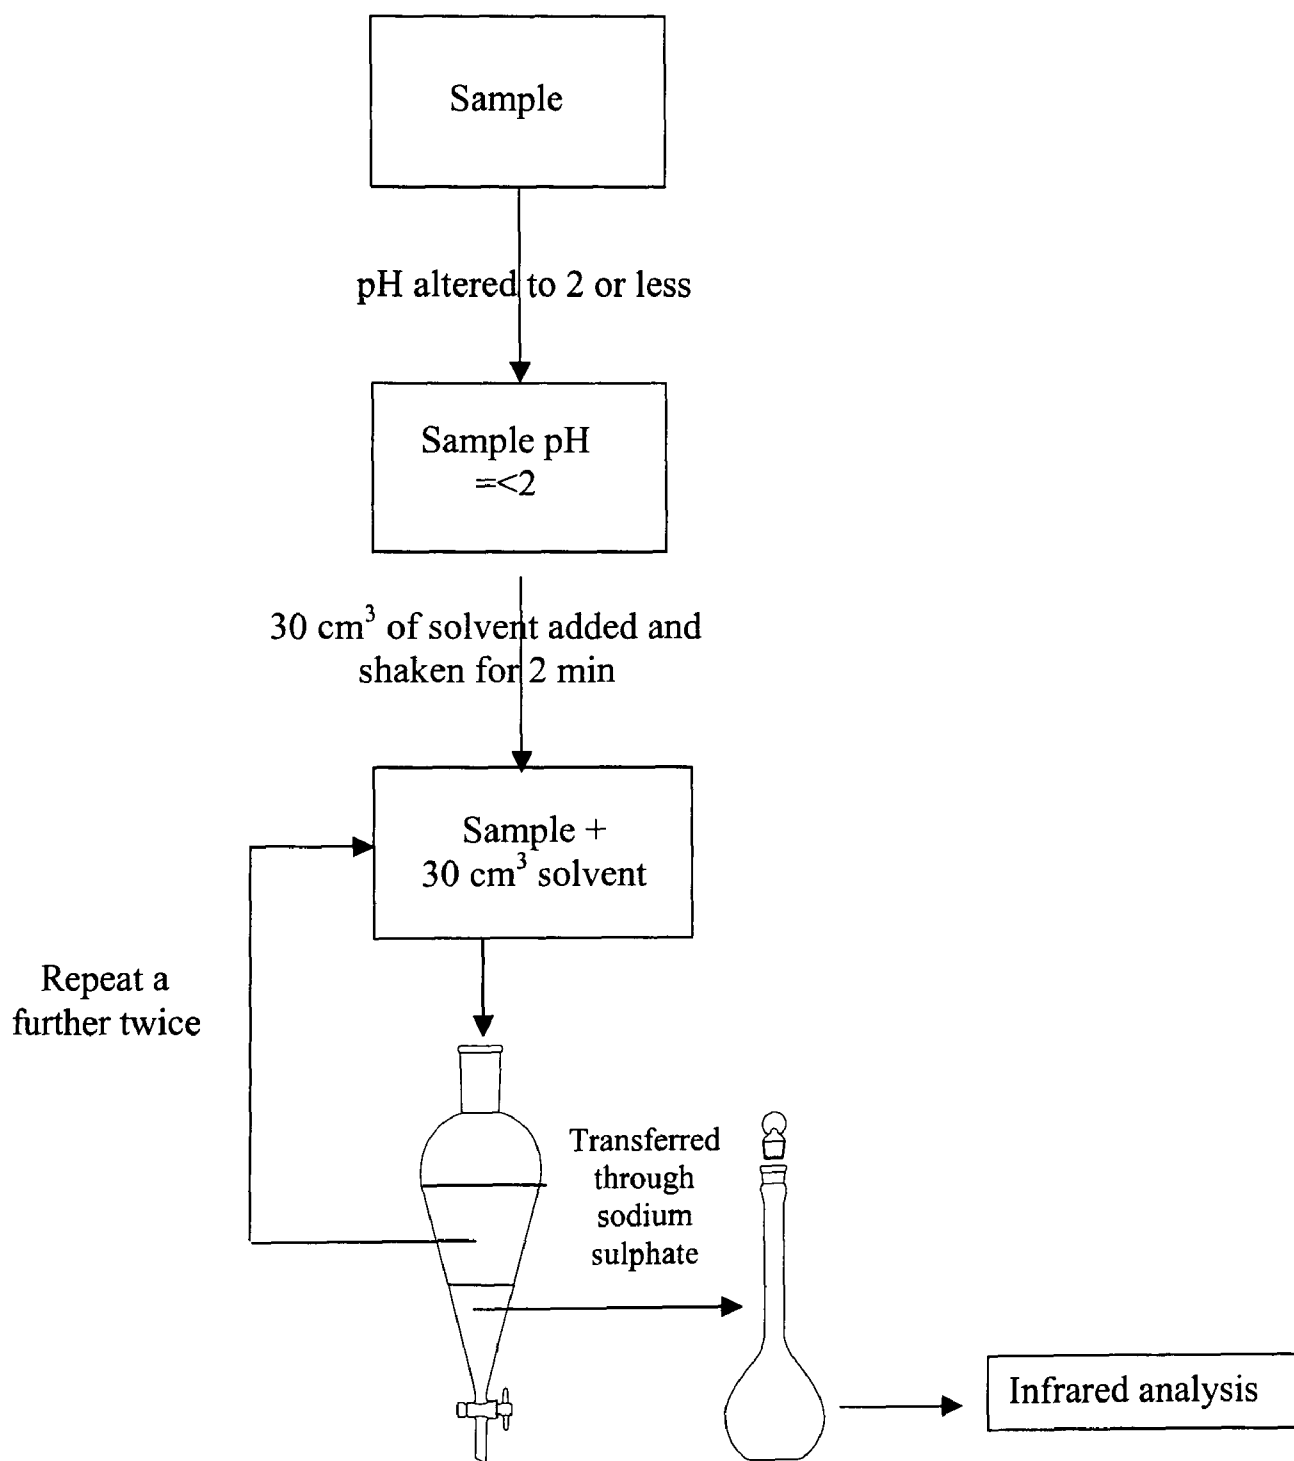 Sample
pH altered to 2 or less
Sample pH
=<2
30 cm³ of solvent added and
shaken for 2 min
Sample +
30 cm³ solvent
Repeat a
further twice
Transferred
through
sodium
sulphate
Infrared analysis